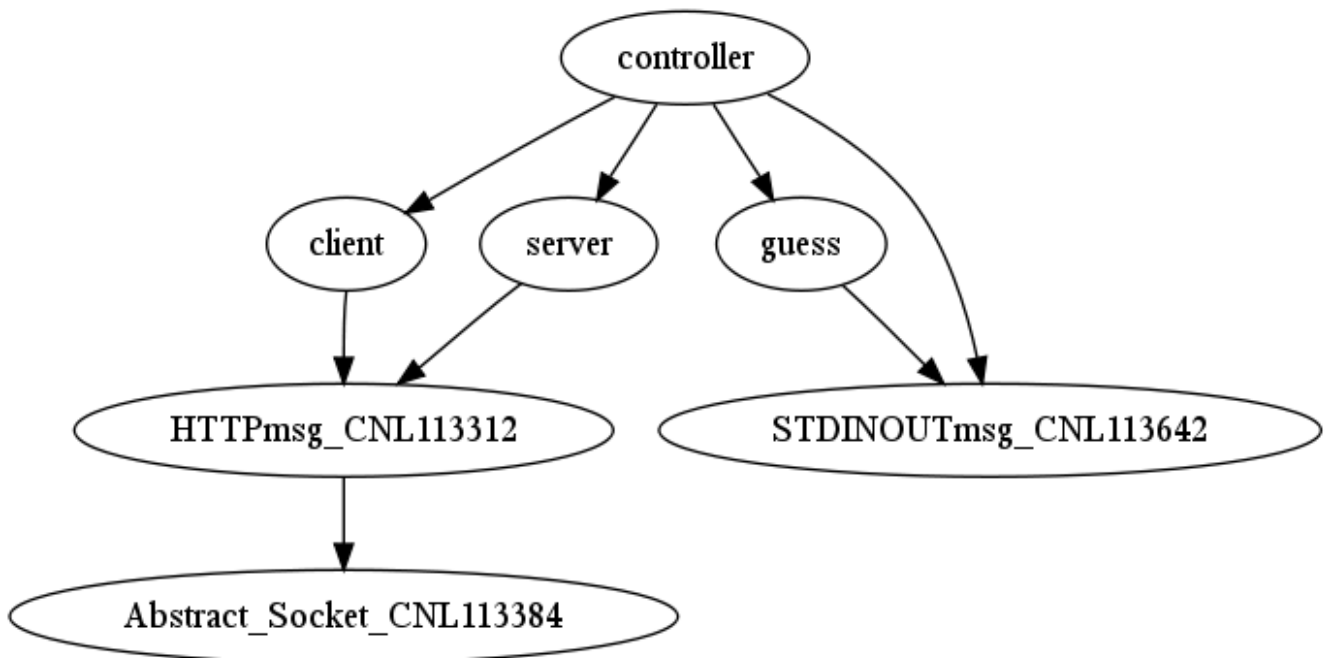 controller
client
server
guess
HTTPmsg_CNL113312
STDINOUTmsg_CNL113642
Abstract_Socket_CNL113384